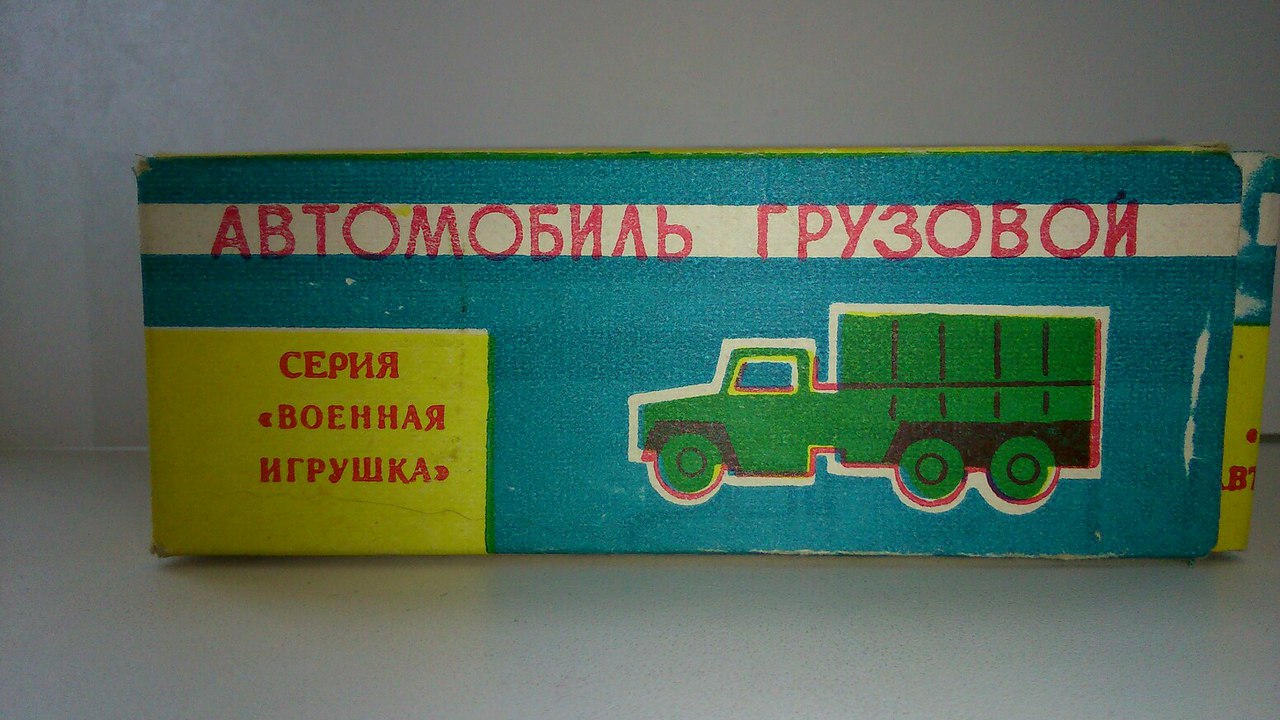 АВТОМОБИЛЬ ГРУЗОВОЙ
СЕРИЯ
«ВОЕННАЯ
ИГРУШКА»